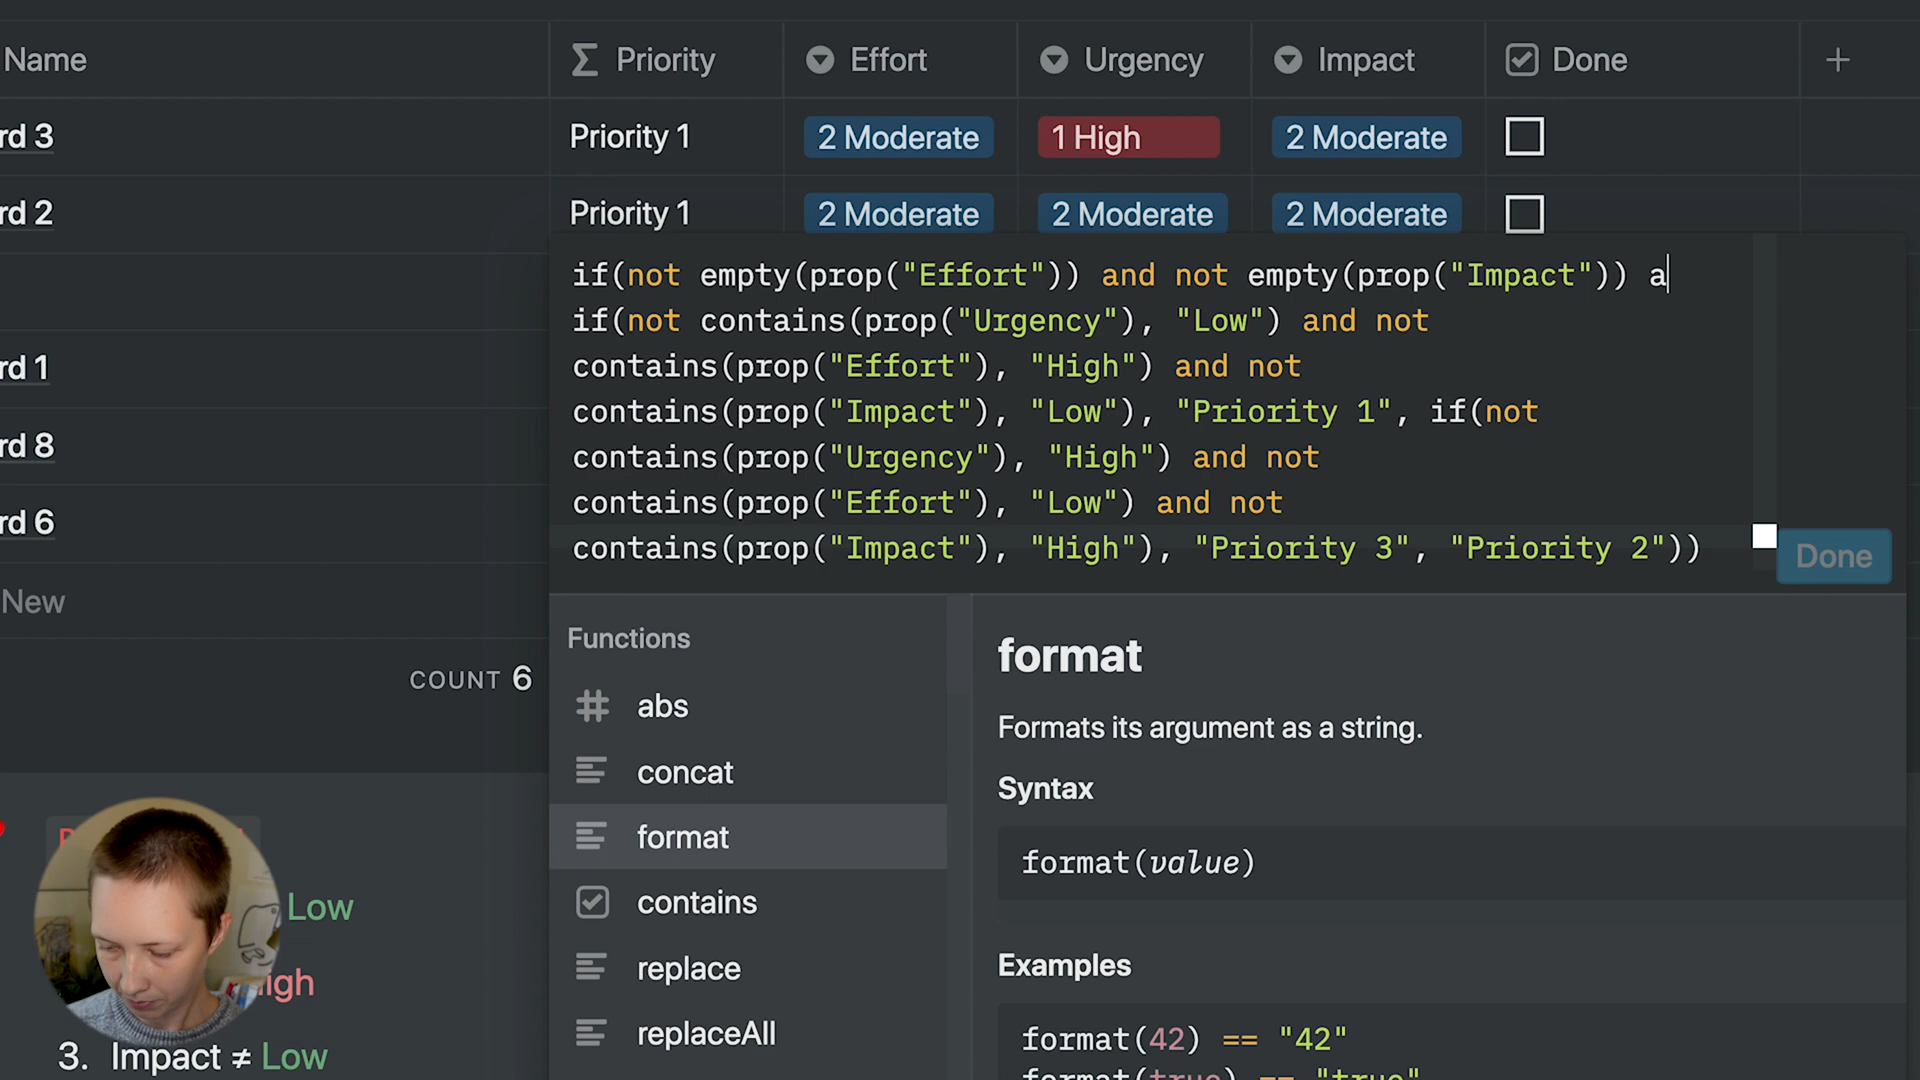 Name Priority Effort Urgency Impact Done +
rd 3 Priority 1 2 Moderate 1 High 2 Moderate
rd 2 Priority 1 2 Moderate 2 Moderate 2 Moderate
if(not empty(prop("Effort")) and not empty(prop("Impact")) a
if(not contains(prop("Urgency"), "Low") and not
contains(prop("Effort"), "High") and not
contains(prop("Impact"), "Low"), "Priority 1", if(not
contains(prop("Urgency"), "High") and not
contains(prop("Effort"), "Low") and not
contains(prop("Impact"), "High"), "Priority 3", "Priority 2"))
Done
rd 1
rd 8
rd 6
New
COUNT 6
Functions
abs
concat
format
contains
replace
replaceAll
format
Formats its argument as a string.
Syntax
format(value)
Examples
format(42) == "42"
format(true) == "true"
Low
igh
3. Impact ≠ Low